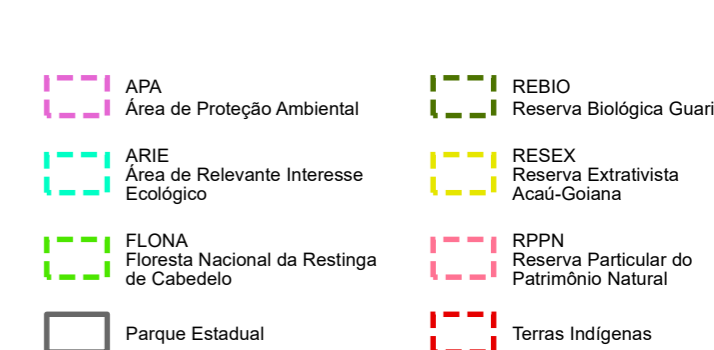 APA
Área de Proteção Ambiental
ARIE
Área de Relevante Interesse
Ecológico
FLONA
Floresta Nacional da Restinga
de Cabedelo
Parque Estadual
REBIO
Reserva Biológica Guari
RESEX
Reserva Extrativista
Acaú-Goiana
RPPN
Reserva Particular do
Patrimônio Natural
Terras Indígenas